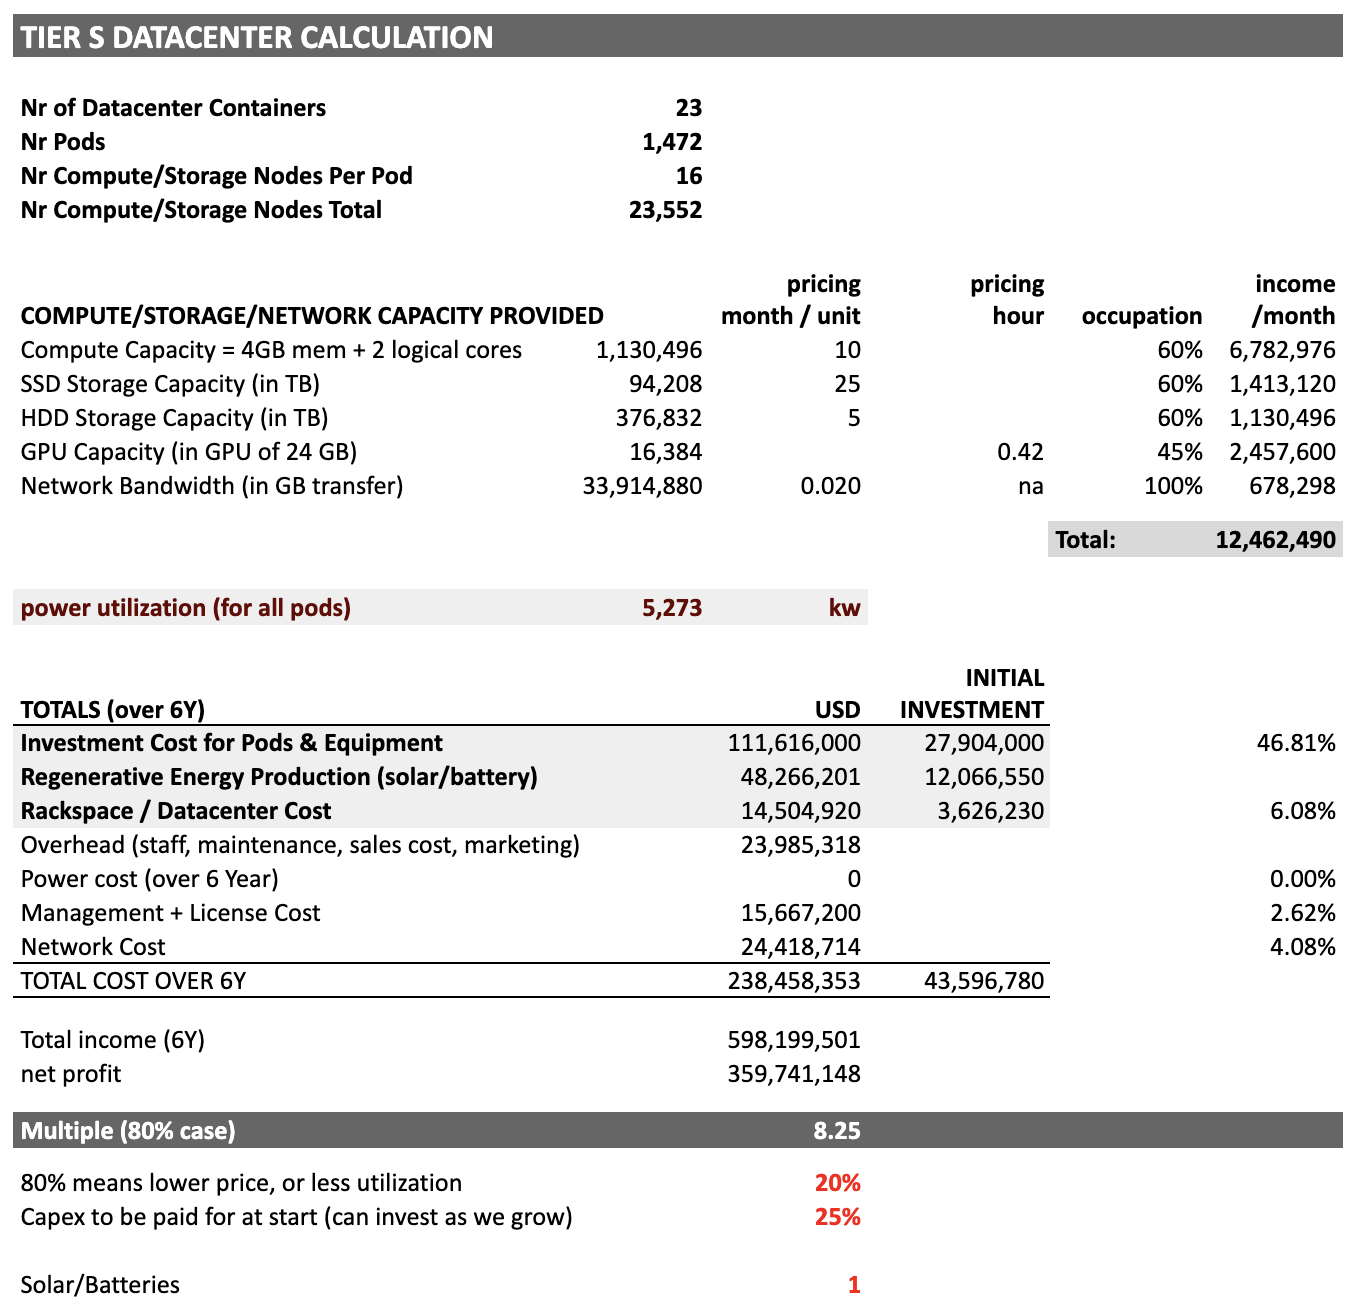 TIER S DATACENTER CALCULATION
Nr of Datacenter Containers 23
Nr Pods 1,472
Nr Compute/Storage Nodes Per Pod 16
Nr Compute/Storage Nodes Total 23,552
pricing pricing income
COMPUTE/STORAGE/NETWORK CAPACITY PROVIDED month / unit hour occupation /month
Compute Capacity = 4GB mem + 2 logical cores 1,130,496 10 60% 6,782,976
SSD Storage Capacity (in TB) 94,208 25 60% 1,413,120
HDD Storage Capacity (in TB) 376,832 5 60% 1,130,496
GPU Capacity (in GPU of 24 GB) 16,384 0.42 45% 2,457,600
Network Bandwidth (in GB transfer) 33,914,880 0.020 na 100% 678,298
Total: 12,462,490
power utilization (for all pods) 5,273 kw
INITIAL
TOTALS (over 6Y) USD INVESTMENT
Investment Cost for Pods & Equipment 111,616,000 27,904,000 46.81%
Regenerative Energy Production (solar/battery) 48,266,201 12,066,550
Rackspace / Datacenter Cost 14,504,920 3,626,230 6.08%
Overhead (staff, maintenance, sales cost, marketing) 23,985,318
Power cost (over 6 Year) 0 0.00%
Management + License Cost 15,667,200 2.62%
Network Cost 24,418,714 4.08%
TOTAL COST OVER 6Y 238,458,353 43,596,780
Total income (6Y) 598,199,501
net profit 359,741,148
Multiple (80% case) 8.25
80% means lower price, or less utilization 20%
Capex to be paid for at start (can invest as we grow) 25%
Solar/Batteries 1